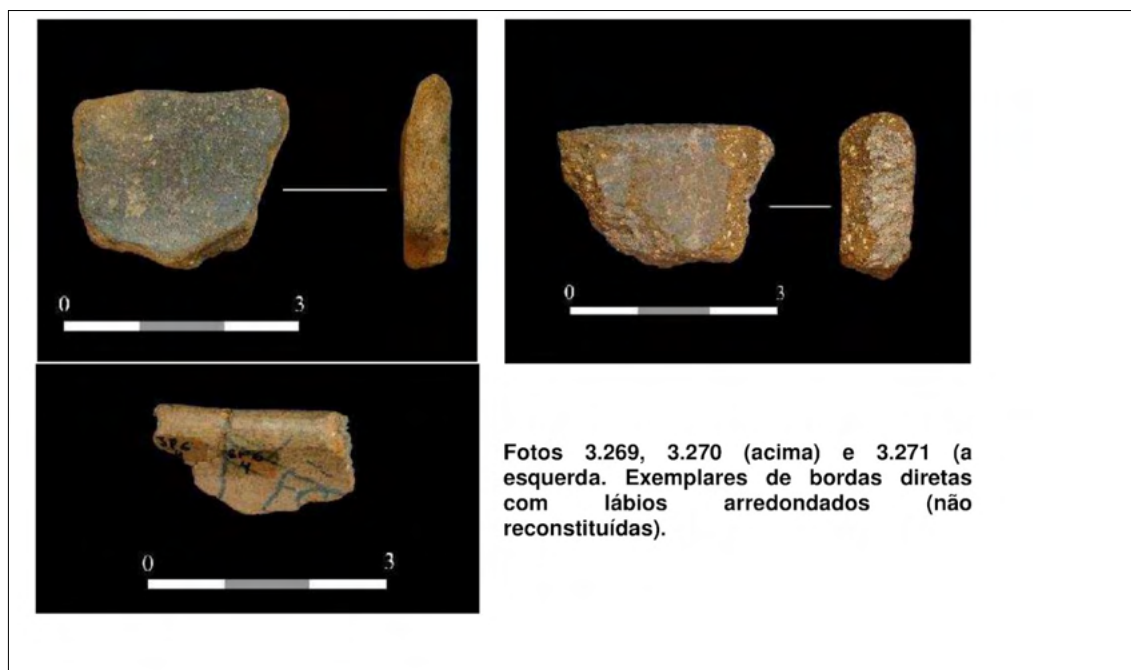 0 3
0 3
0 3
Fotos 3.269, 3.270 (acima) e 3.271 (a
esquerda. Exemplares de bordas diretas
com lábios arredondados (não
reconstituídas).